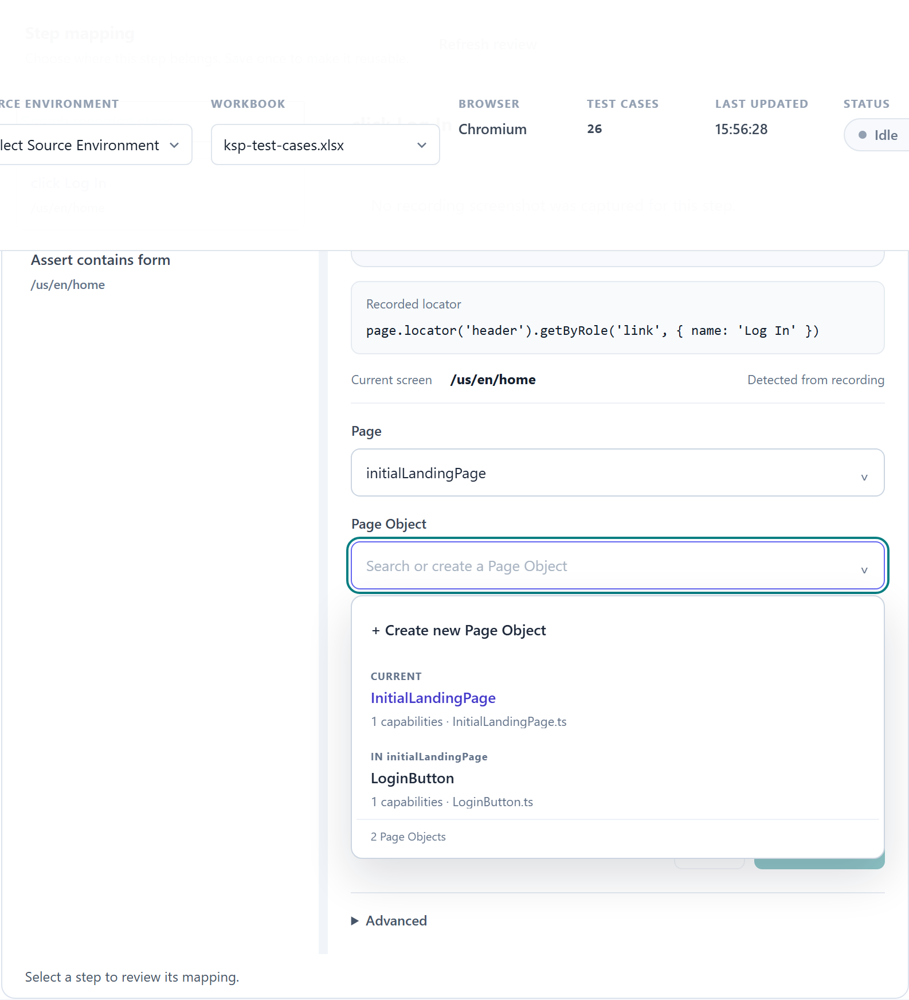 Step mapping
Refresh review
Choose where this step belongs. Save once to make it reusable.
RCE ENVIRONMENT
lect Source Environment
WORKBOOK
ksp-test-cases.xlsx
BROWSER
Chromium
TEST CASES
26
LAST UPDATED
15:56:28
STATUS
Idle
click Log In
click Log In
/us/en/home
No recording screenshot was captured for this step.
Assert contains form
/us/en/home
Recorded locator
page.locator('header').getByRole('link', { name: 'Log In' })
Current screen /us/en/home Detected from recording
Page
initialLandingPage
Page Object
Search or create a Page Object
+ Create new Page Object
CURRENT
InitialLandingPage
1 capabilities · InitialLandingPage.ts
IN initialLandingPage
LoginButton
1 capabilities · LoginButton.ts
2 Page Objects
Advanced
Select a step to review its mapping.